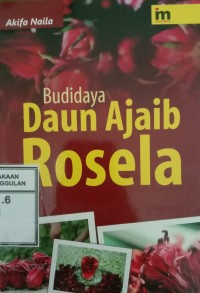 Akifa Naila
im
Budidaya
Daun Ajaib
Rosela
AKAAN
GGULAN
.6